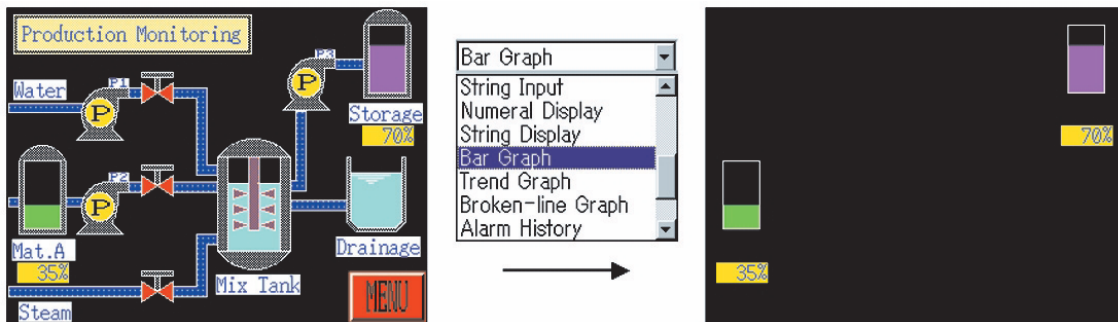 Production Monitoring
P1
Water
P
P3
P
Storage
70%
P2
P
Mat.A
35%
Mix Tank
Drainage
Steam
MENU
Bar Graph
String Input
Numeral Display
String Display
Bar Graph
Trend Graph
Broken-line Graph
Alarm History
70%
35%